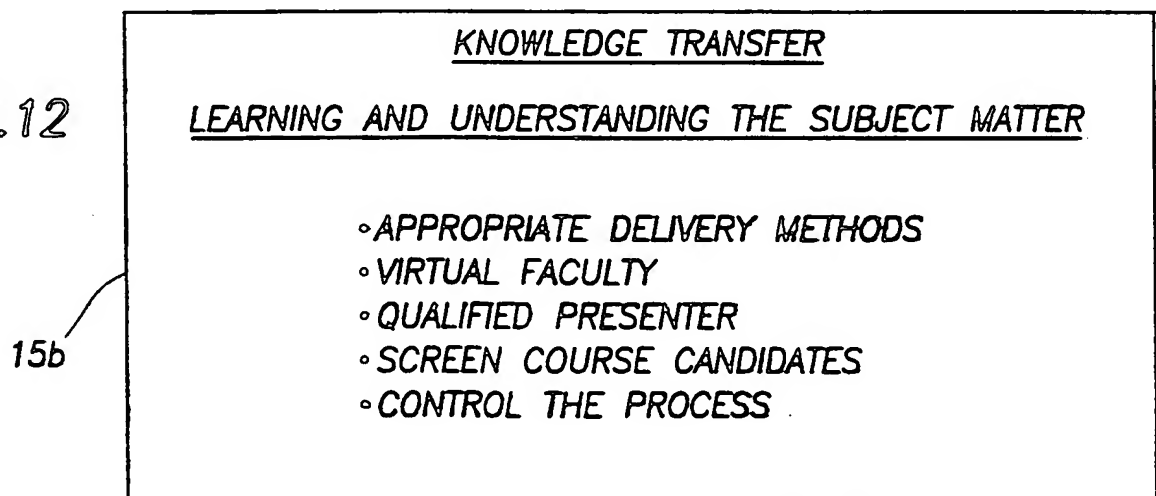 KNOWLEDGE TRANSFER
.12
LEARNING AND UNDERSTANDING THE SUBJECT MATTER
◦APPROPRIATE DELIVERY METHODS
◦VIRTUAL FACULTY
◦QUALIFIED PRESENTER
15b
◦SCREEN COURSE CANDIDATES
◦CONTROL THE PROCESS